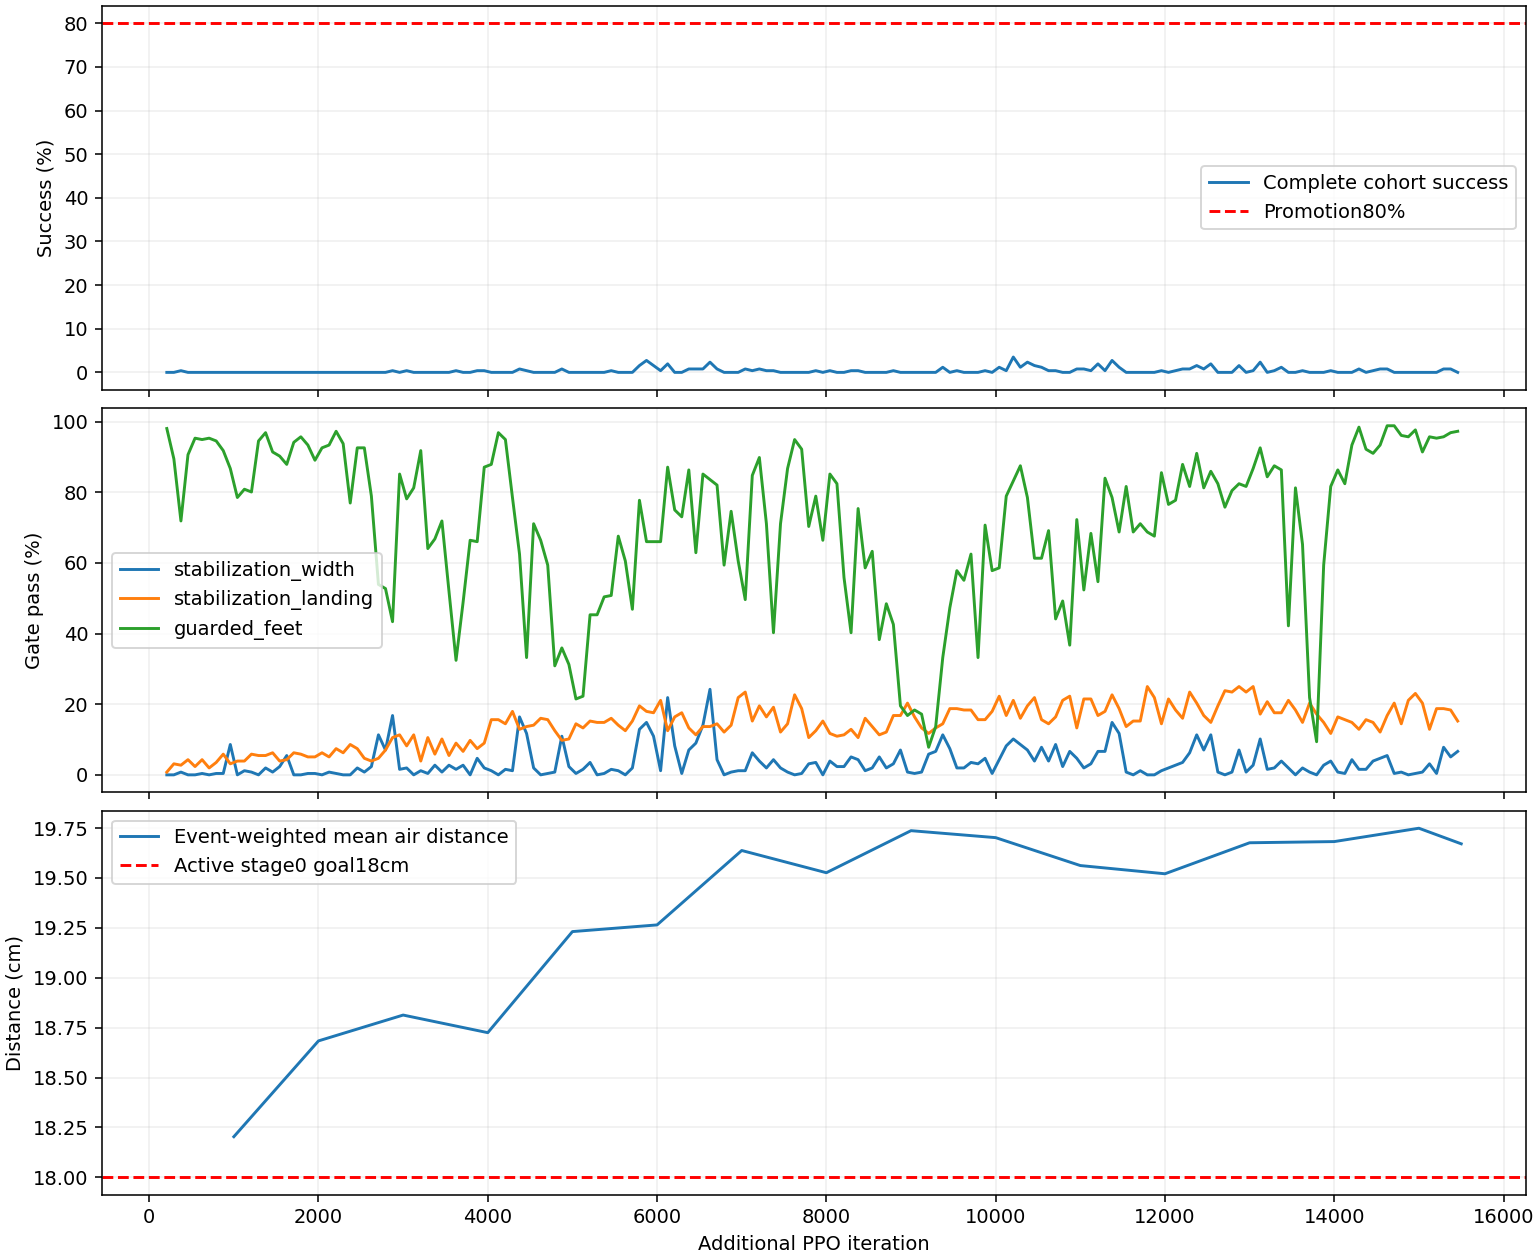 80
70
60
50
40
30
20
10
0
Success (%)
Complete cohort success
Promotion80%
100
80
60
40
20
0
Gate pass (%)
stabilization_width
stabilization_landing
guarded_feet
19.75
19.50
19.25
19.00
18.75
18.50
18.25
18.00
Distance (cm)
Event-weighted mean air distance
Active stage0 goal18cm
0 2000 4000 6000 8000 10000 12000 14000 16000
Additional PPO iteration